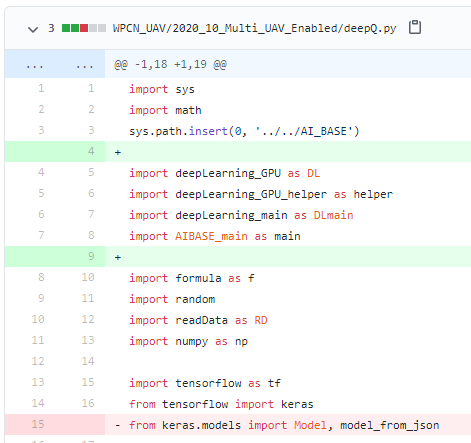 3 WPCN_UAV/2020_10_Multi_UAV_Enabled/deepQ.py
... ... @@ -1,18 +1,19 @@
1 1 import sys
2 2 import math
3 3 sys.path.insert(0, '../../AI_BASE')
4 +
4 5 import deepLearning_GPU as DL
5 6 import deepLearning_GPU_helper as helper
6 7 import deepLearning_main as DLmain
7 8 import AIBASE_main as main
9 +
8 10 import formula as f
9 11 import random
10 12 import readData as RD
11 13 import numpy as np
12 14
13 15 import tensorflow as tf
14 16 from tensorflow import keras
15 - from keras.models import Model, model_from_json